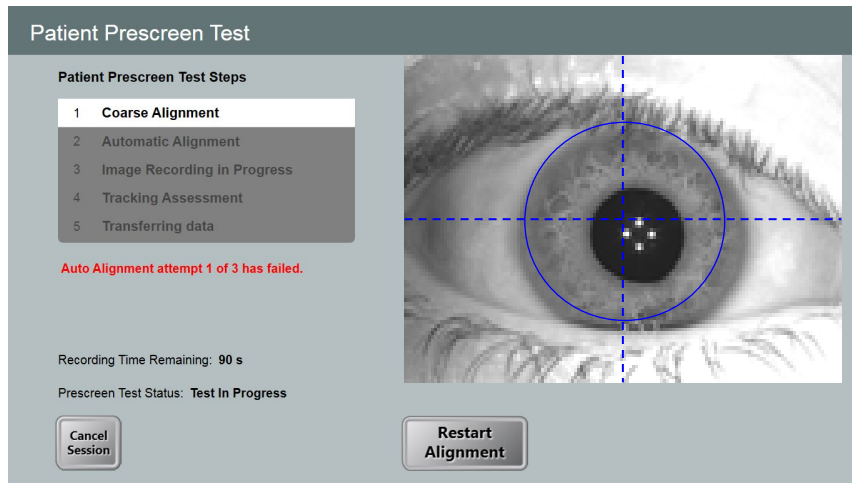 Patient Prescreen Test
Patient Prescreen Test Steps
1 Coarse Alignment
2 Automatic Alignment
3 Image Recording in Progress
4 Tracking Assessment
5 Transferring data
Auto Alignment attempt 1 of 3 has failed.
Recording Time Remaining: 90 s
Prescreen Test Status: Test In Progress
Cancel
Session
Restart
Alignment